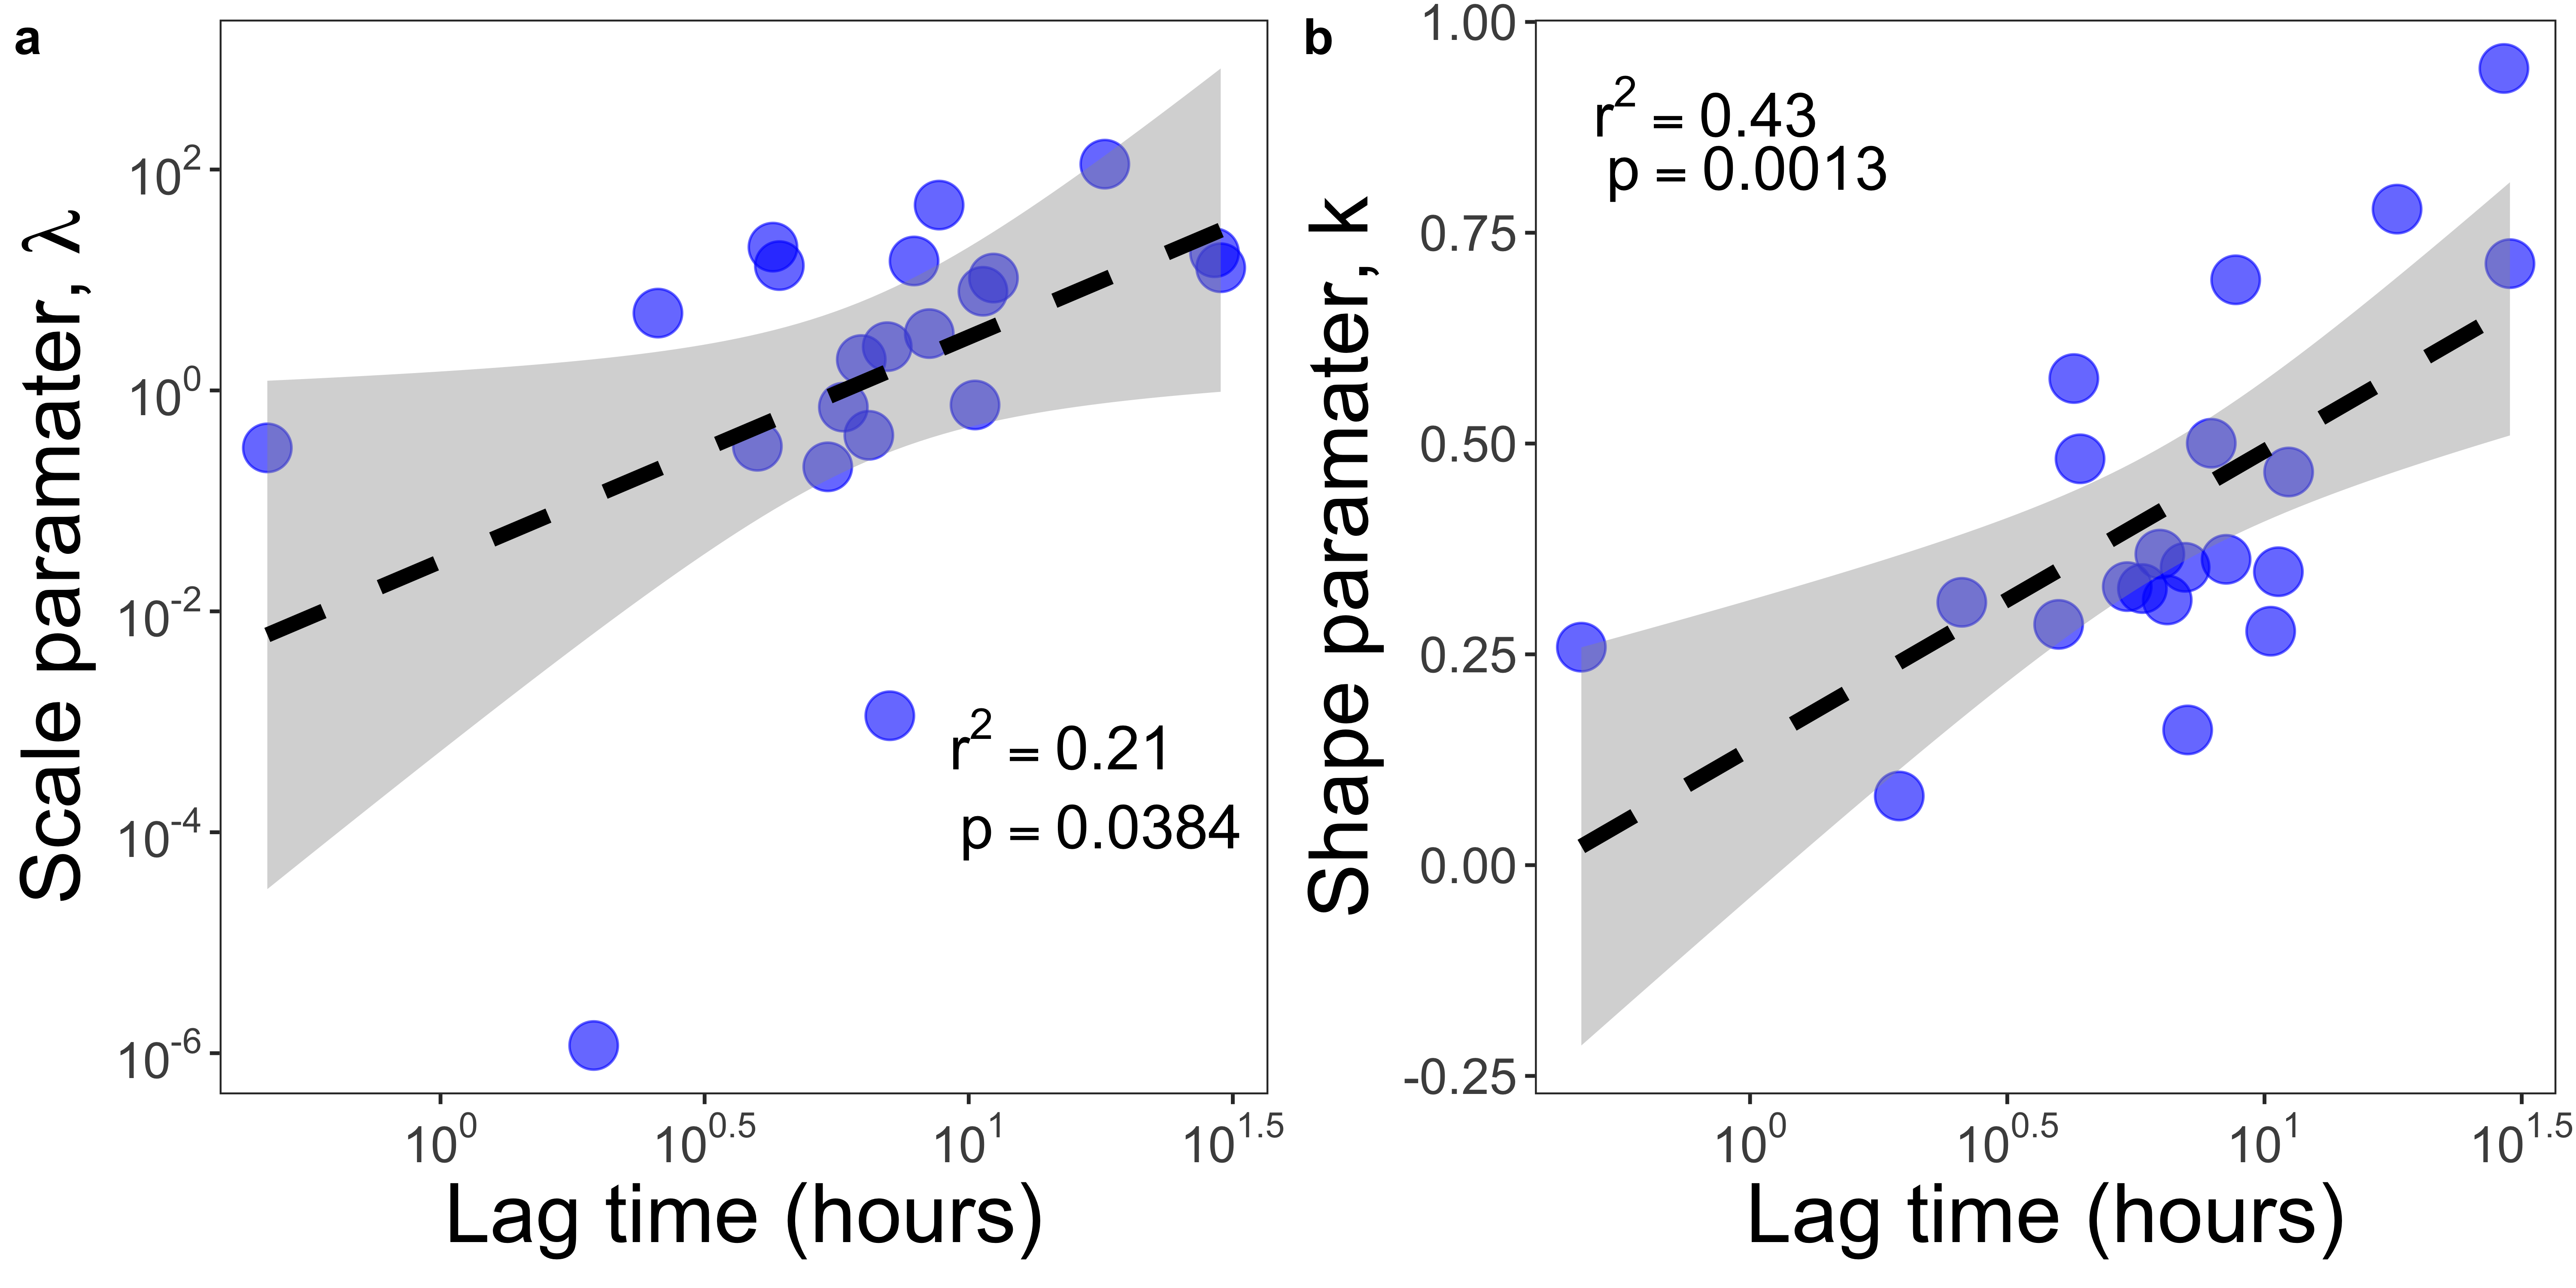 a
Scale paramater, λ
10^2
10^0
10^-2
10^-4
10^-6
r^2 = 0.21
p = 0.0384
10^0
10^0.5
10^1
10^1.5
Lag time (hours)
b
Shape paramater, k
1.00
0.75
0.50
0.25
0.00
-0.25
r^2 = 0.43
p = 0.0013
10^0
10^0.5
10^1
10^1.5
Lag time (hours)